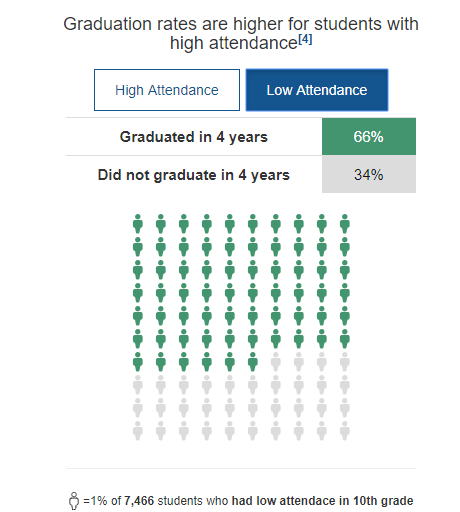 Graduation rates are higher for students with
high attendance[4]
High Attendance
Low Attendance
Graduated in 4 years 66%
Did not graduate in 4 years 34%
=1% of 7,466 students who had low attedace in 10th grade